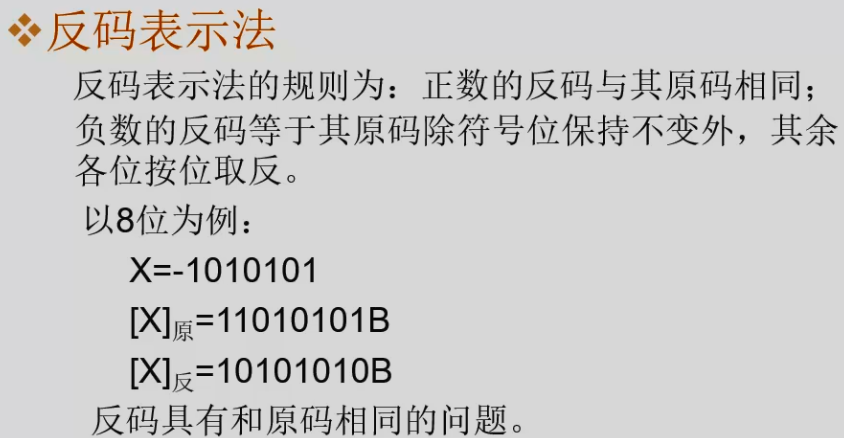 ❖反码表示法
反码表示法的规则为：正数的反码与其原码相同；
负数的反码等于其原码除符号位保持不变外，其余
各位按位取反。
以8位为例：
X=-1010101
[X]原=11010101B
[X]反=10101010B
反码具有和原码相同的问题。